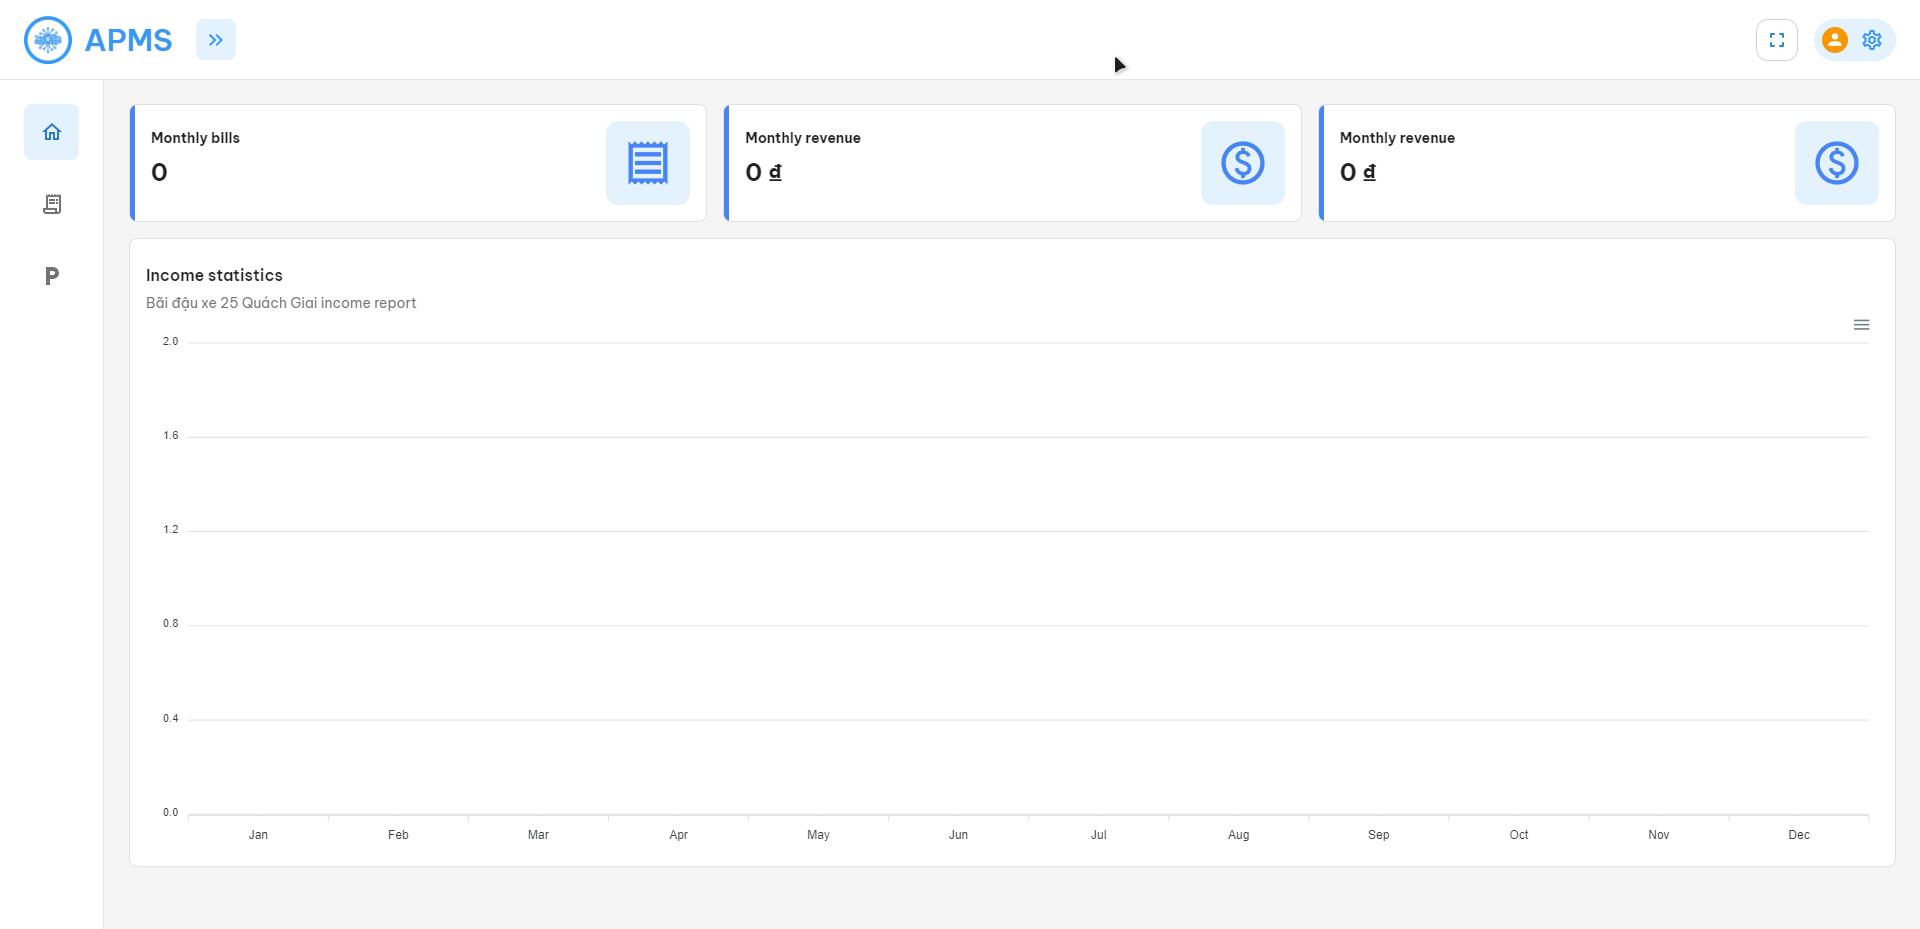 APMS
Monthly bills
0
Monthly revenue
0 ₫
Monthly revenue
0 ₫
P
Income statistics
Bãi đậu xe 25 Quách Giai income report
2.0
1.6
1.2
0.8
0.4
0.0
Jan Feb Mar Apr May Jun Jul Aug Sep Oct Nov Dec